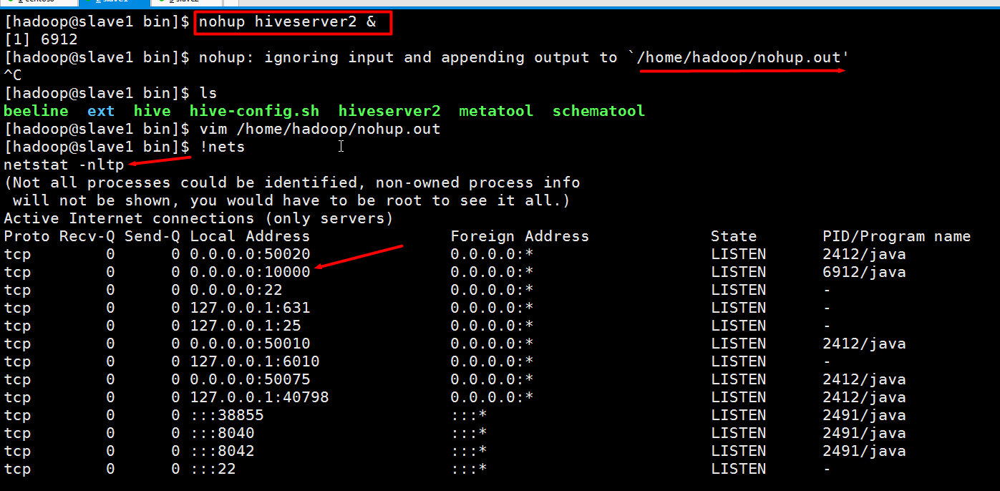 [hadoop@slave1 bin]$ nohup hiveserver2 &
[1] 6912
[hadoop@slave1 bin]$ nohup: ignoring input and appending output to `/home/hadoop/nohup.out'
^C
[hadoop@slave1 bin]$ ls
beeline  ext  hive  hive-config.sh  hiveserver2  metatool  schematool
[hadoop@slave1 bin]$ vim /home/hadoop/nohup.out
[hadoop@slave1 bin]$ !nets
netstat -nltp
(Not all processes could be identified, non-owned process info
 will not be shown, you would have to be root to see it all.)
Active Internet connections (only servers)
Proto Recv-Q Send-Q Local Address               Foreign Address             State       PID/Program name
tcp        0      0 0.0.0.0:50020               0.0.0.0:*                   LISTEN      2412/java
tcp        0      0 0.0.0.0:10000               0.0.0.0:*                   LISTEN      6912/java
tcp        0      0 0.0.0.0:22                  0.0.0.0:*                   LISTEN      -
tcp        0      0 127.0.0.1:631               0.0.0.0:*                   LISTEN      -
tcp        0      0 127.0.0.1:25                0.0.0.0:*                   LISTEN      -
tcp        0      0 0.0.0.0:50010               0.0.0.0:*                   LISTEN      2412/java
tcp        0      0 127.0.0.1:6010              0.0.0.0:*                   LISTEN      -
tcp        0      0 0.0.0.0:50075               0.0.0.0:*                   LISTEN      2412/java
tcp        0      0 127.0.0.1:40798             0.0.0.0:*                   LISTEN      2412/java
tcp        0      0 :::38855                    :::*                        LISTEN      2491/java
tcp        0      0 :::8040                     :::*                        LISTEN      2491/java
tcp        0      0 :::8042                     :::*                        LISTEN      2491/java
tcp        0      0 :::22                       :::*                        LISTEN      -